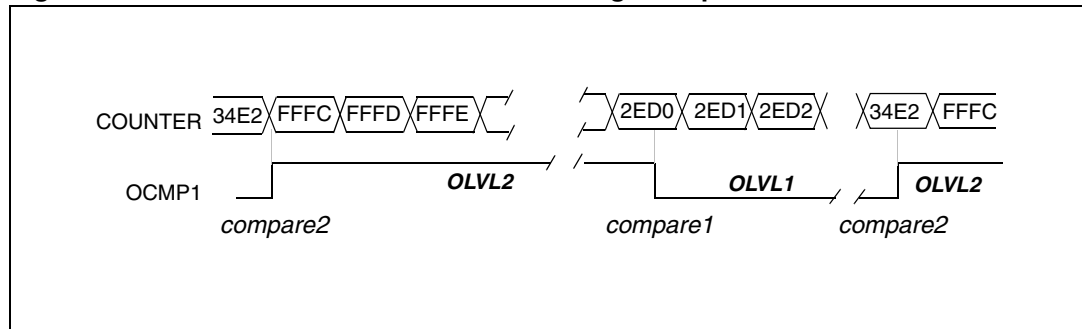 COUNTER 34E2 FFFC FFFD FFFE 2ED0 2ED1 2ED2 34E2 FFFC
OCMP1 OLVL2 OLVL1 OLVL2
compare2 compare1 compare2